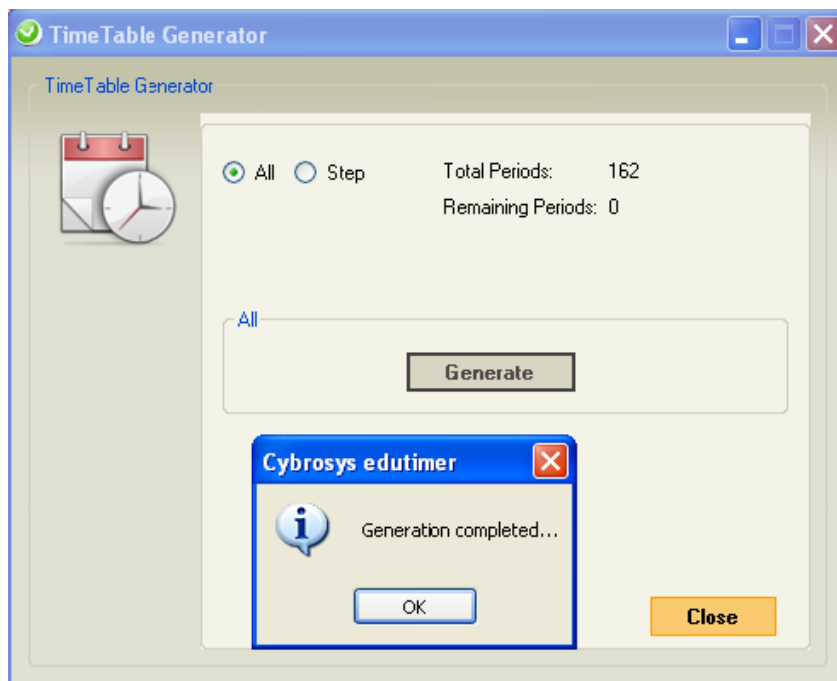 TimeTable Generator
TimeTable Generator
All Step Total Periods: 162
Remaining Periods: 0
All
Generate
Cybrosys edutimer
Generation completed...
OK
Close